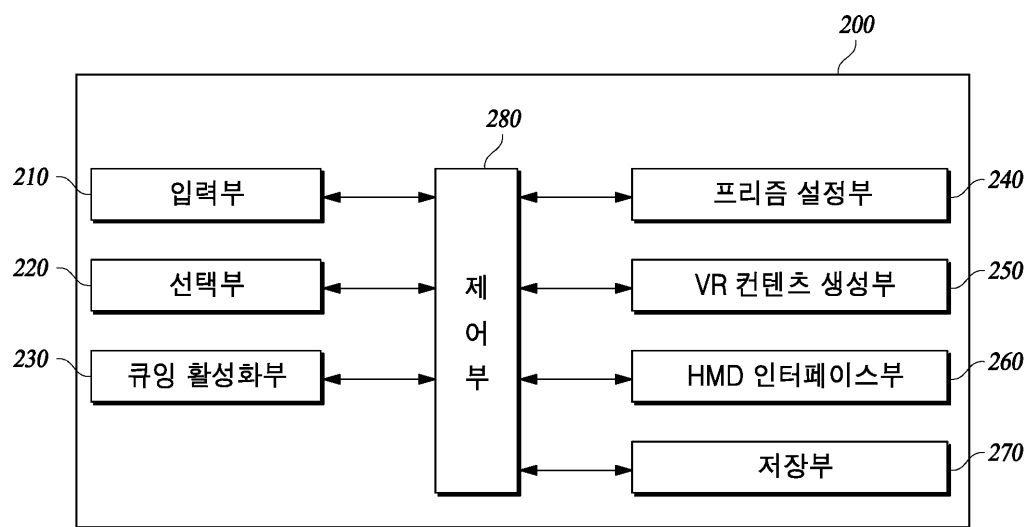 200
280
210
입력부
프리즘 설정부
240
220
선택부
제
어
부
VR 컨텐츠 생성부
250
230
큐잉 활성화부
HMD 인터페이스부
260
저장부
270